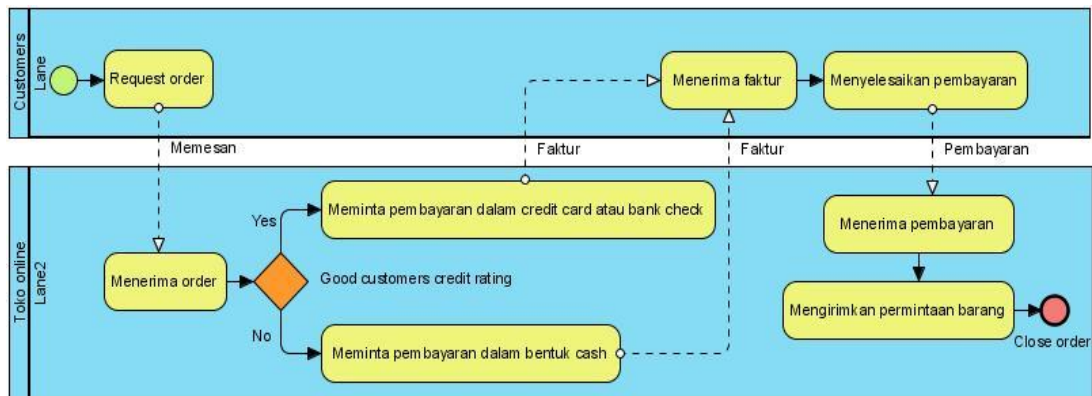 Customers
Lane
Request order
Menerima faktur
Menyelesaikan pembayaran
Memesan
Faktur
Faktur
Pembayaran
Toko online
Lane2
Menerima order
Yes
Meminta pembayaran dalam credit card atau bank check
Good customers credit rating
No
Meminta pembayaran dalam bentuk cash
Menerima pembayaran
Mengirimkan permintaan barang
Close order